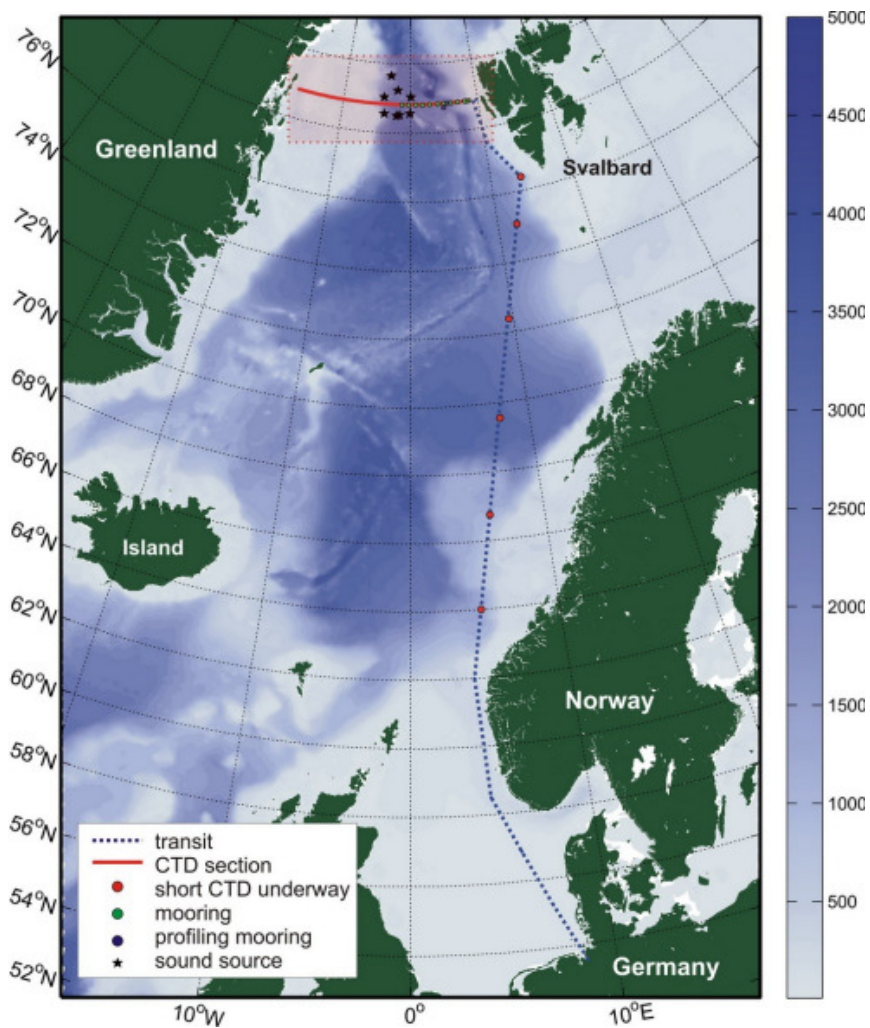 76°N
74°N
72°N
70°N
68°N
66°N
64°N
62°N
60°N
58°N
56°N
54°N
52°N
10°W
0°
10°E
Greenland
Svalbard
Island
Norway
Germany
transit
CTD section
short CTD underway
mooring
profiling mooring
sound source
5000
4500
4000
3500
3000
2500
2000
1500
1000
500